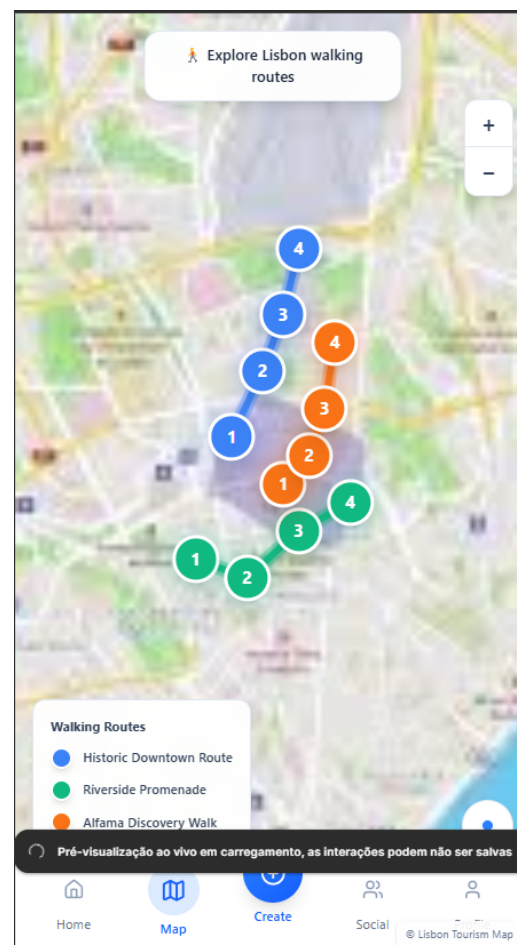 🚶 Explore Lisbon walking
routes
+
−
4
3
4
2
3
1
2
1
4
3
1
2
Walking Routes
Historic Downtown Route
Riverside Promenade
Alfama Discovery Walk
Pré-visualização ao vivo em carregamento, as interações podem não ser salvas
Home
Map
Create
Social
© Lisbon Tourism Map